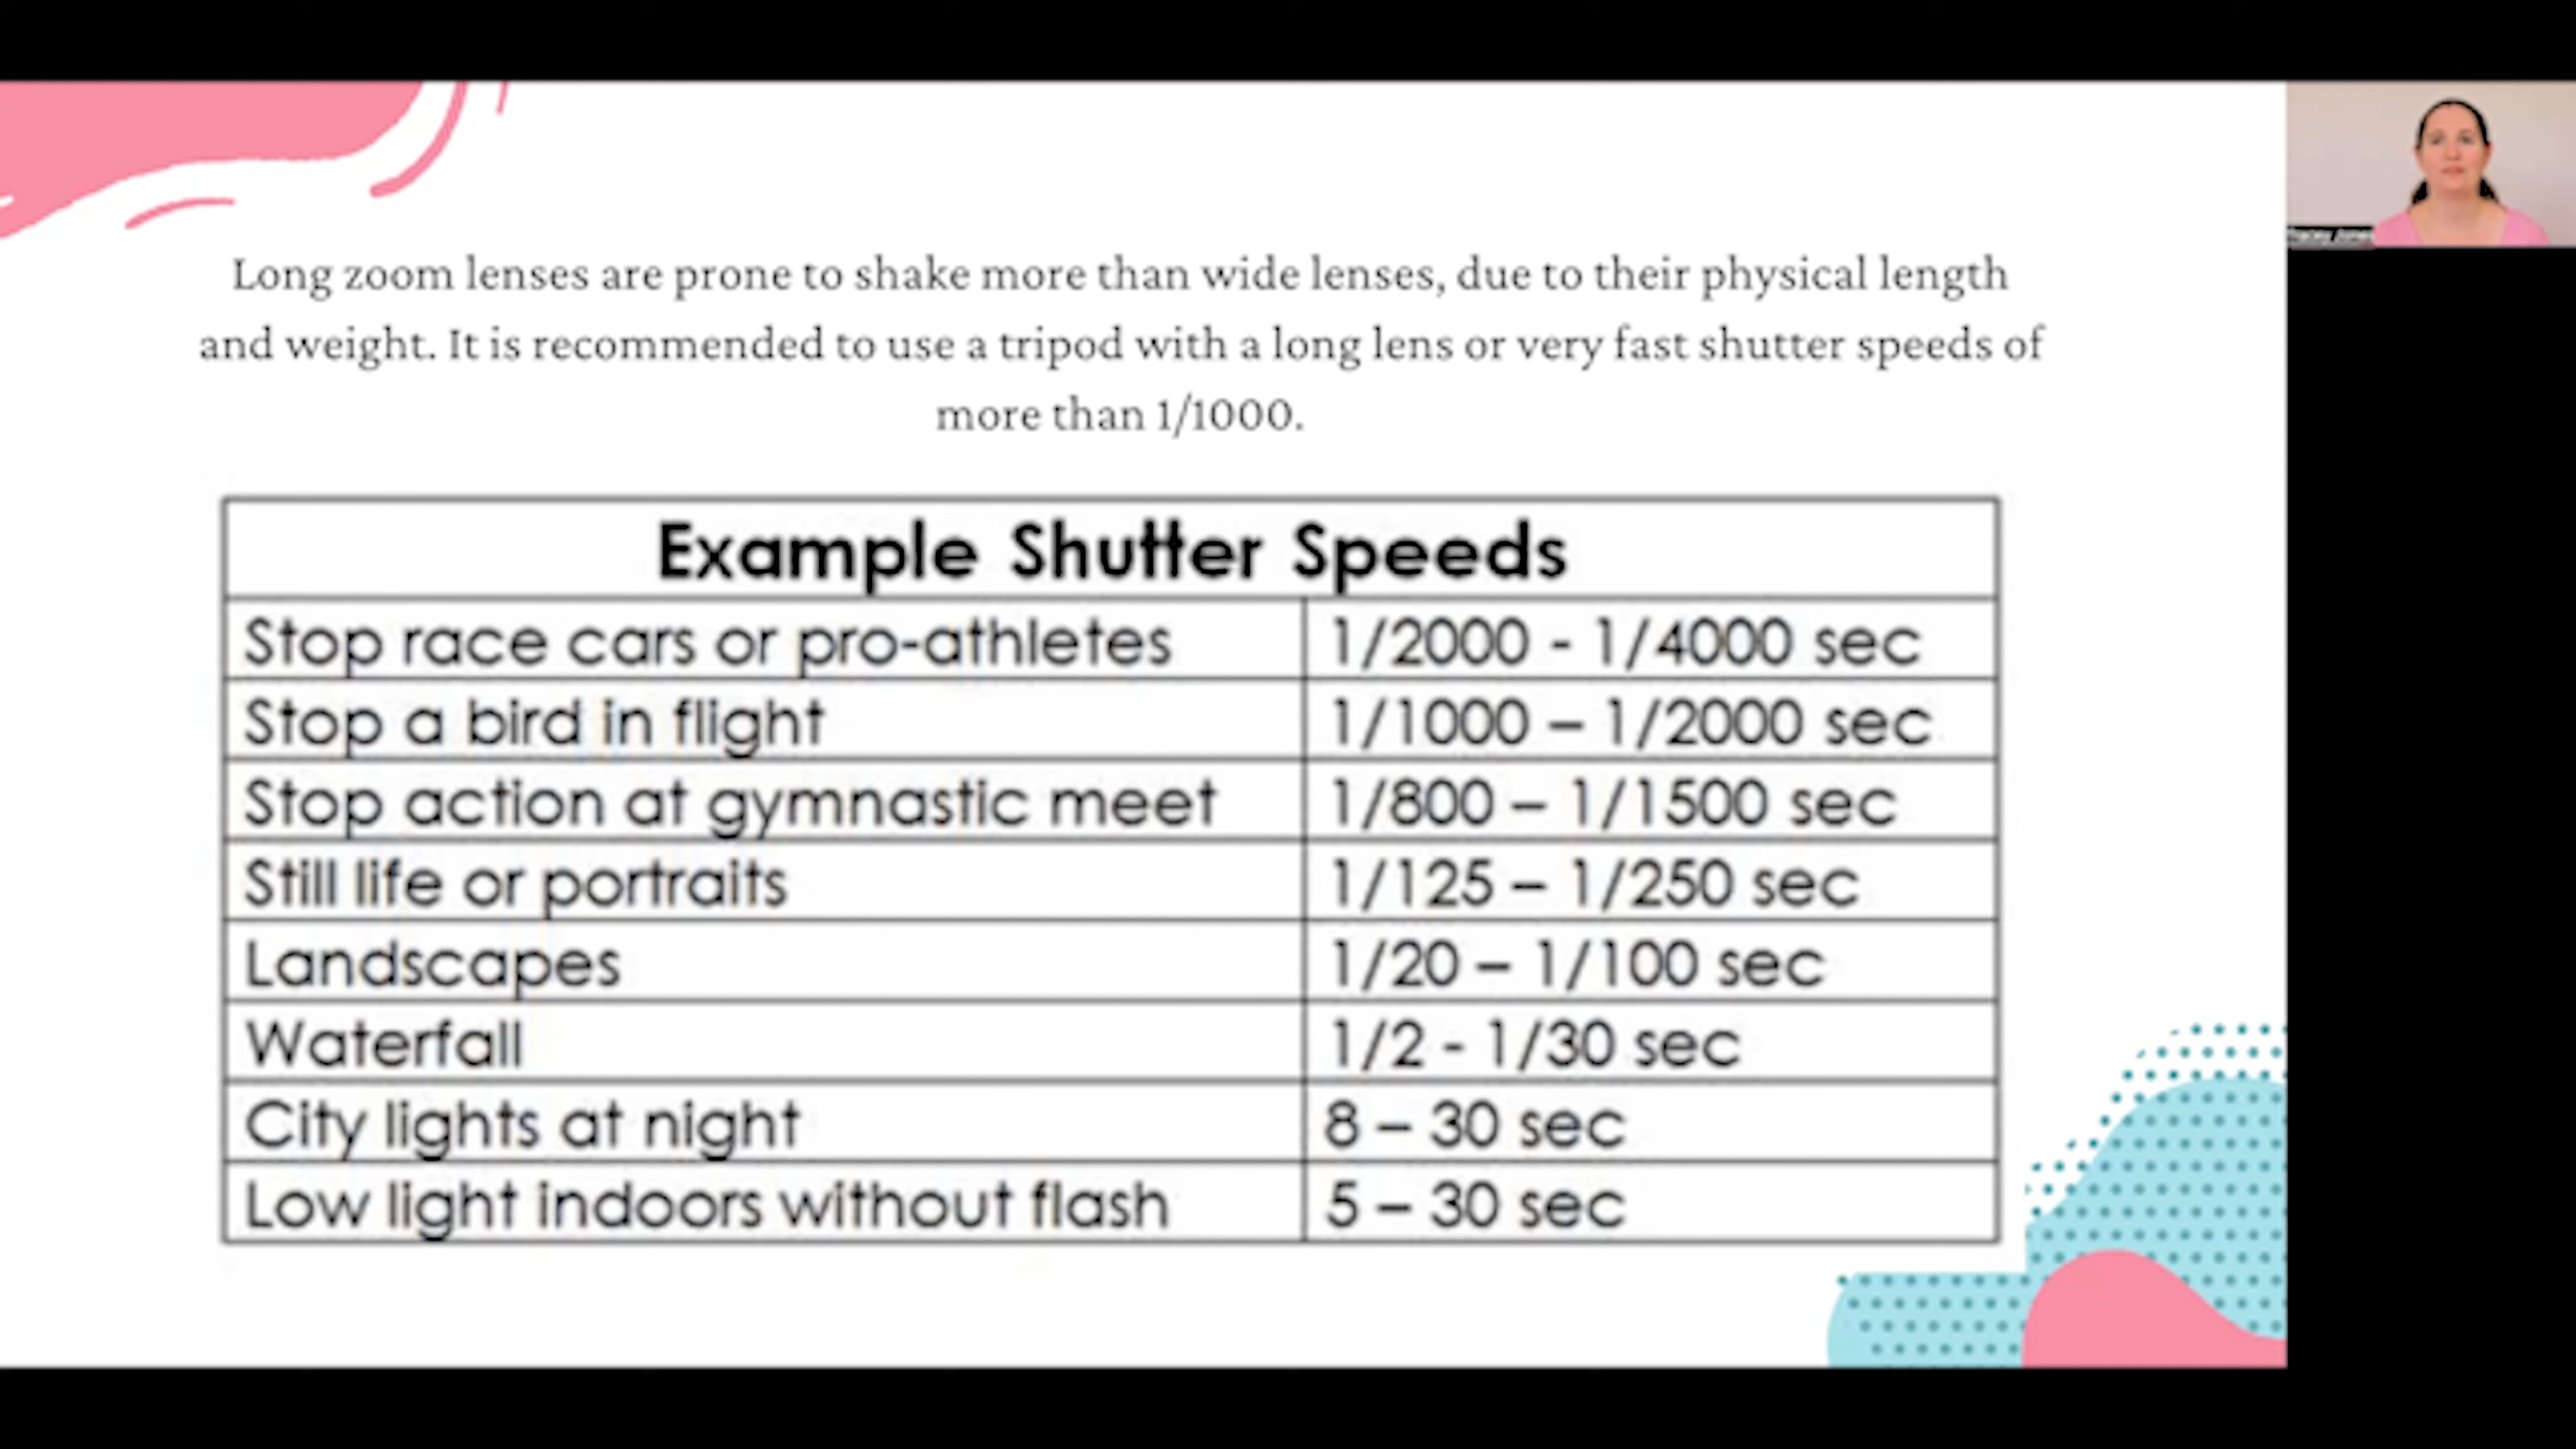 Long zoom lenses are prone to shake more than wide lenses, due to their physical length
and weight. It is recommended to use a tripod with a long lens or very fast shutter speeds of
more than 1/1000.
Example Shutter Speeds
Stop race cars or pro-athletes 1/2000 - 1/4000 sec
Stop a bird in flight 1/1000 – 1/2000 sec
Stop action at gymnastic meet 1/800 – 1/1500 sec
Still life or portraits 1/125 – 1/250 sec
Landscapes 1/20 – 1/100 sec
Waterfall 1/2 - 1/30 sec
City lights at night 8 – 30 sec
Low light indoors without flash 5 – 30 sec